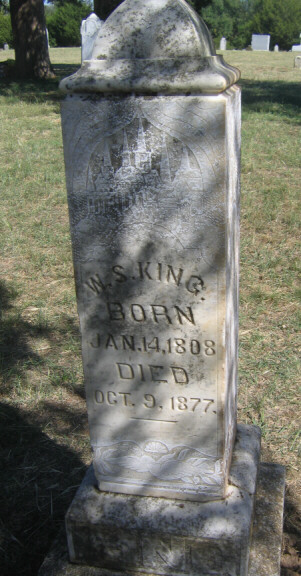 W. S. KING.
BORN
JAN. 14, 1808
DIED
OCT. 9, 1877.